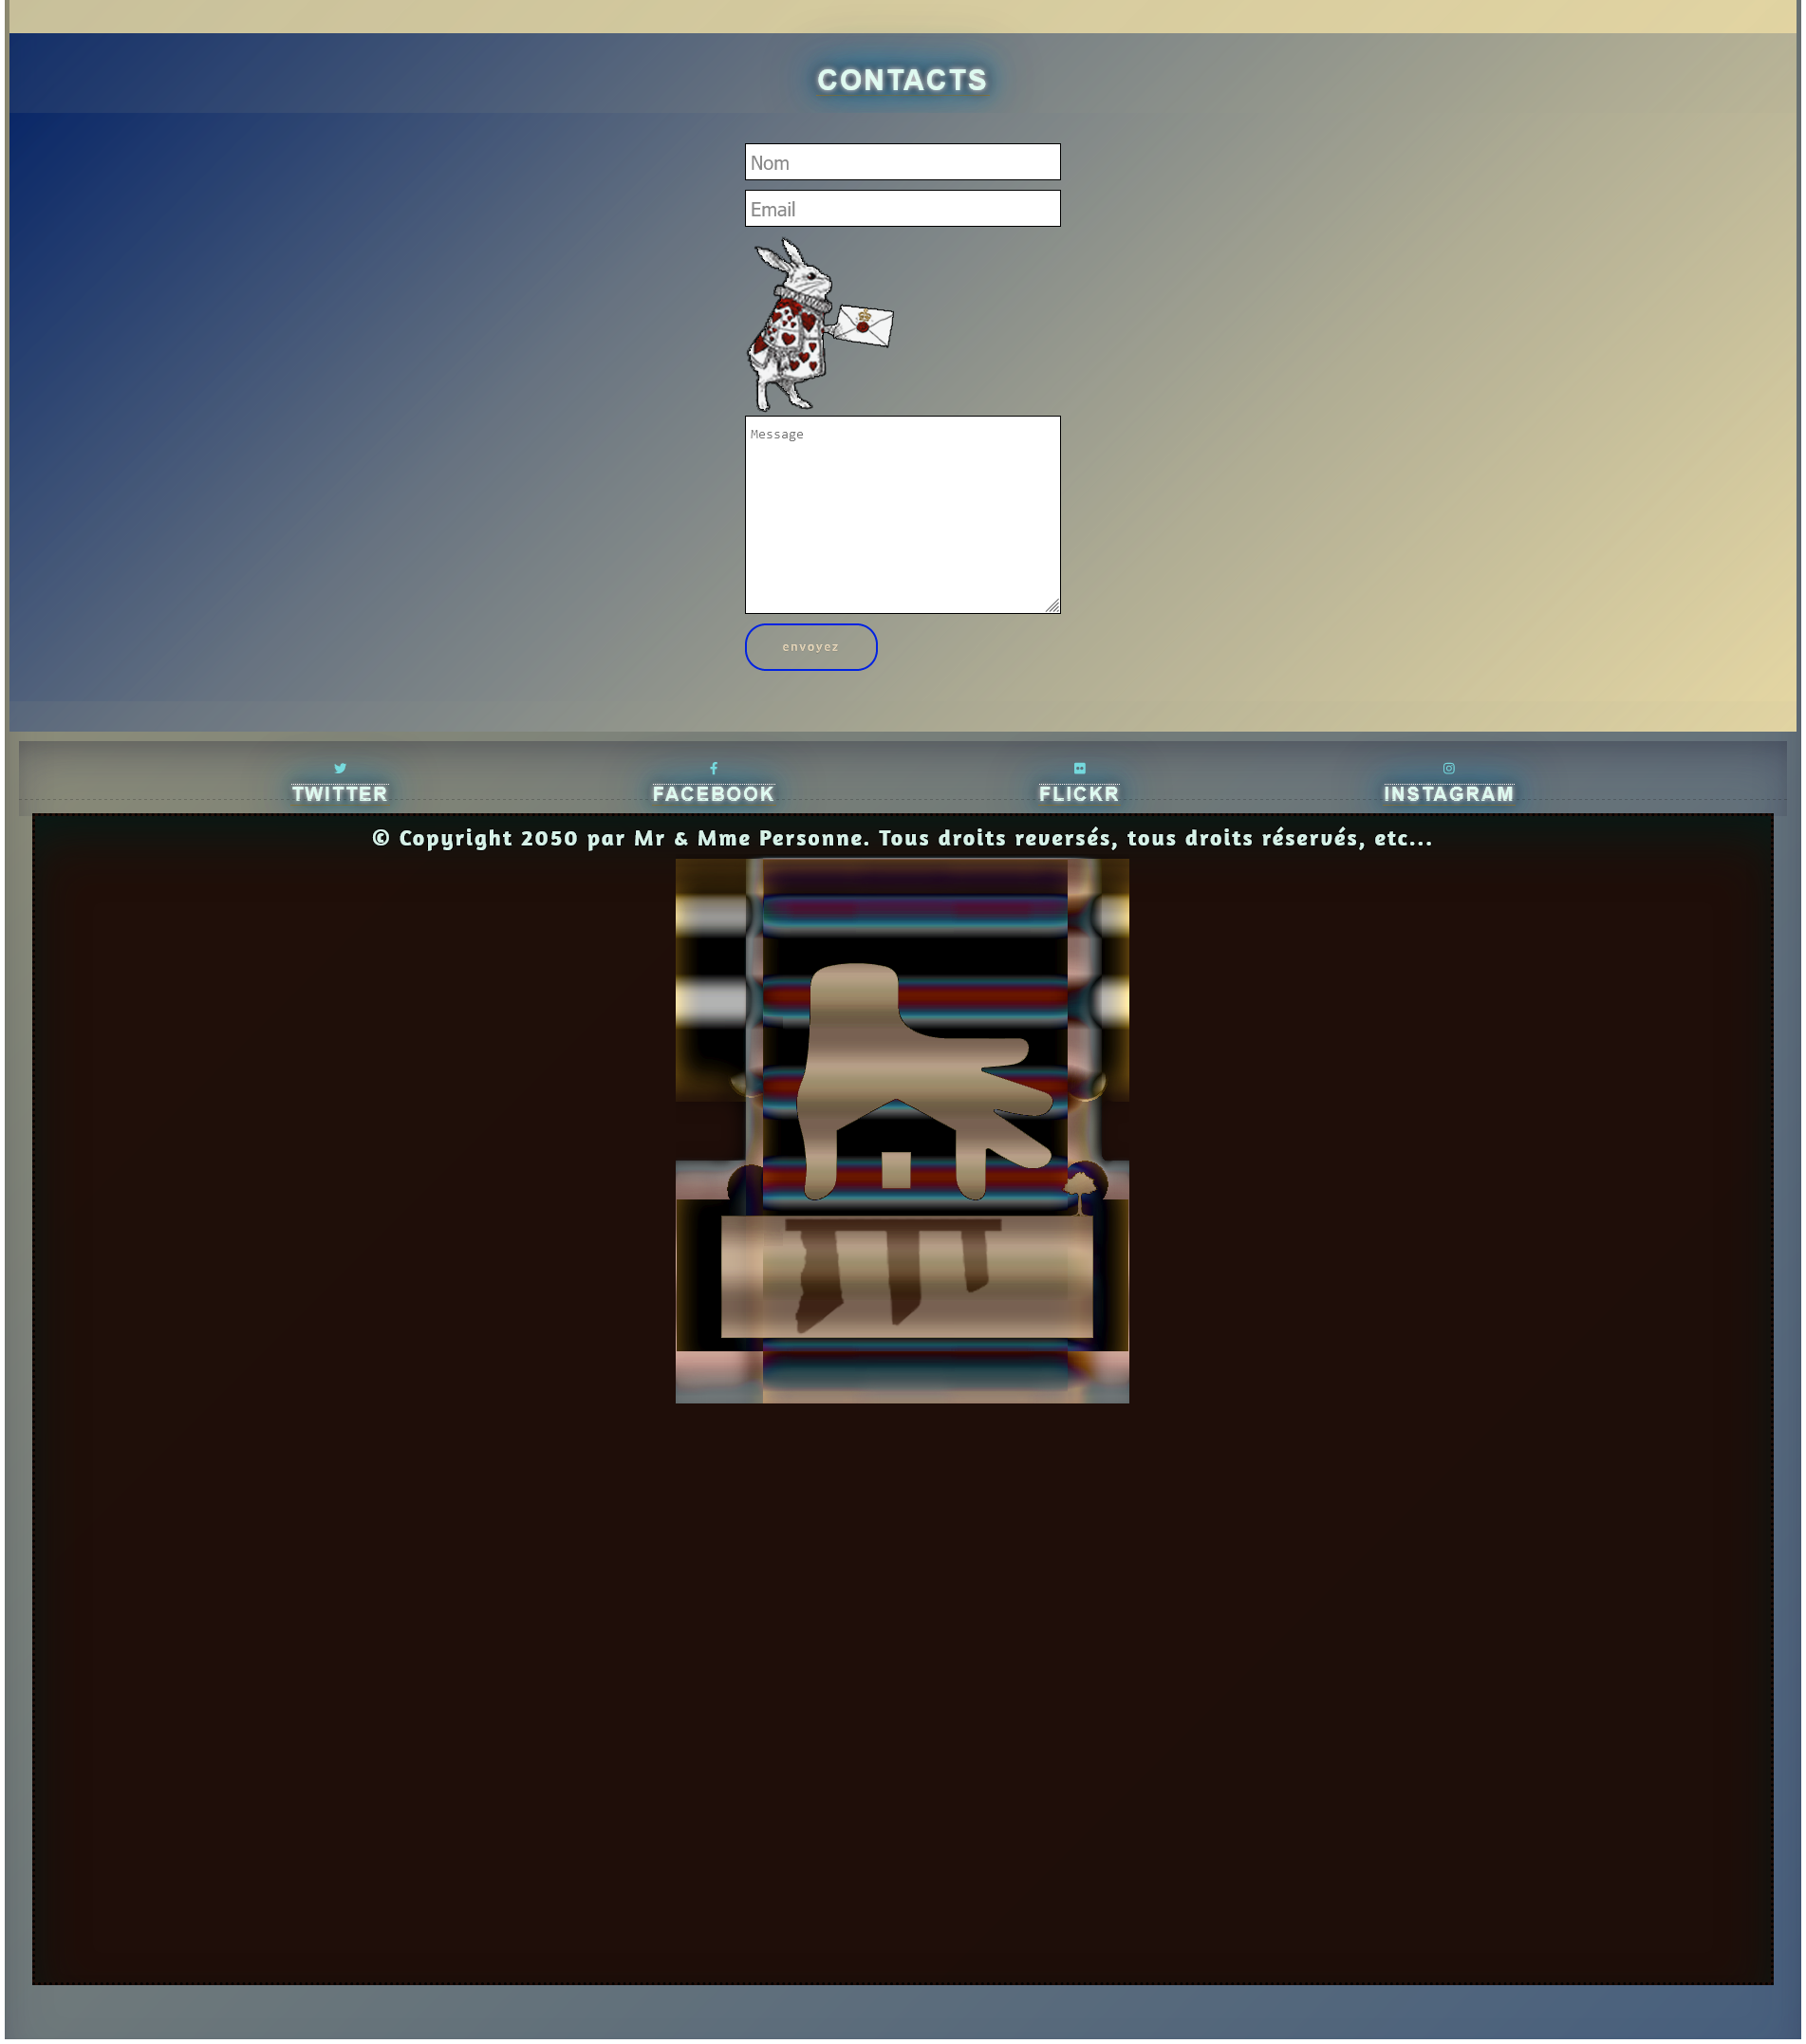 CONTACTS
Nom
Email
Message
envoyez
TWITTER
FACEBOOK
FLICKR
INSTAGRAM
© Copyright 2050 par Mr & Mme Personne. Tous droits reversés, tous droits réservés, etc...